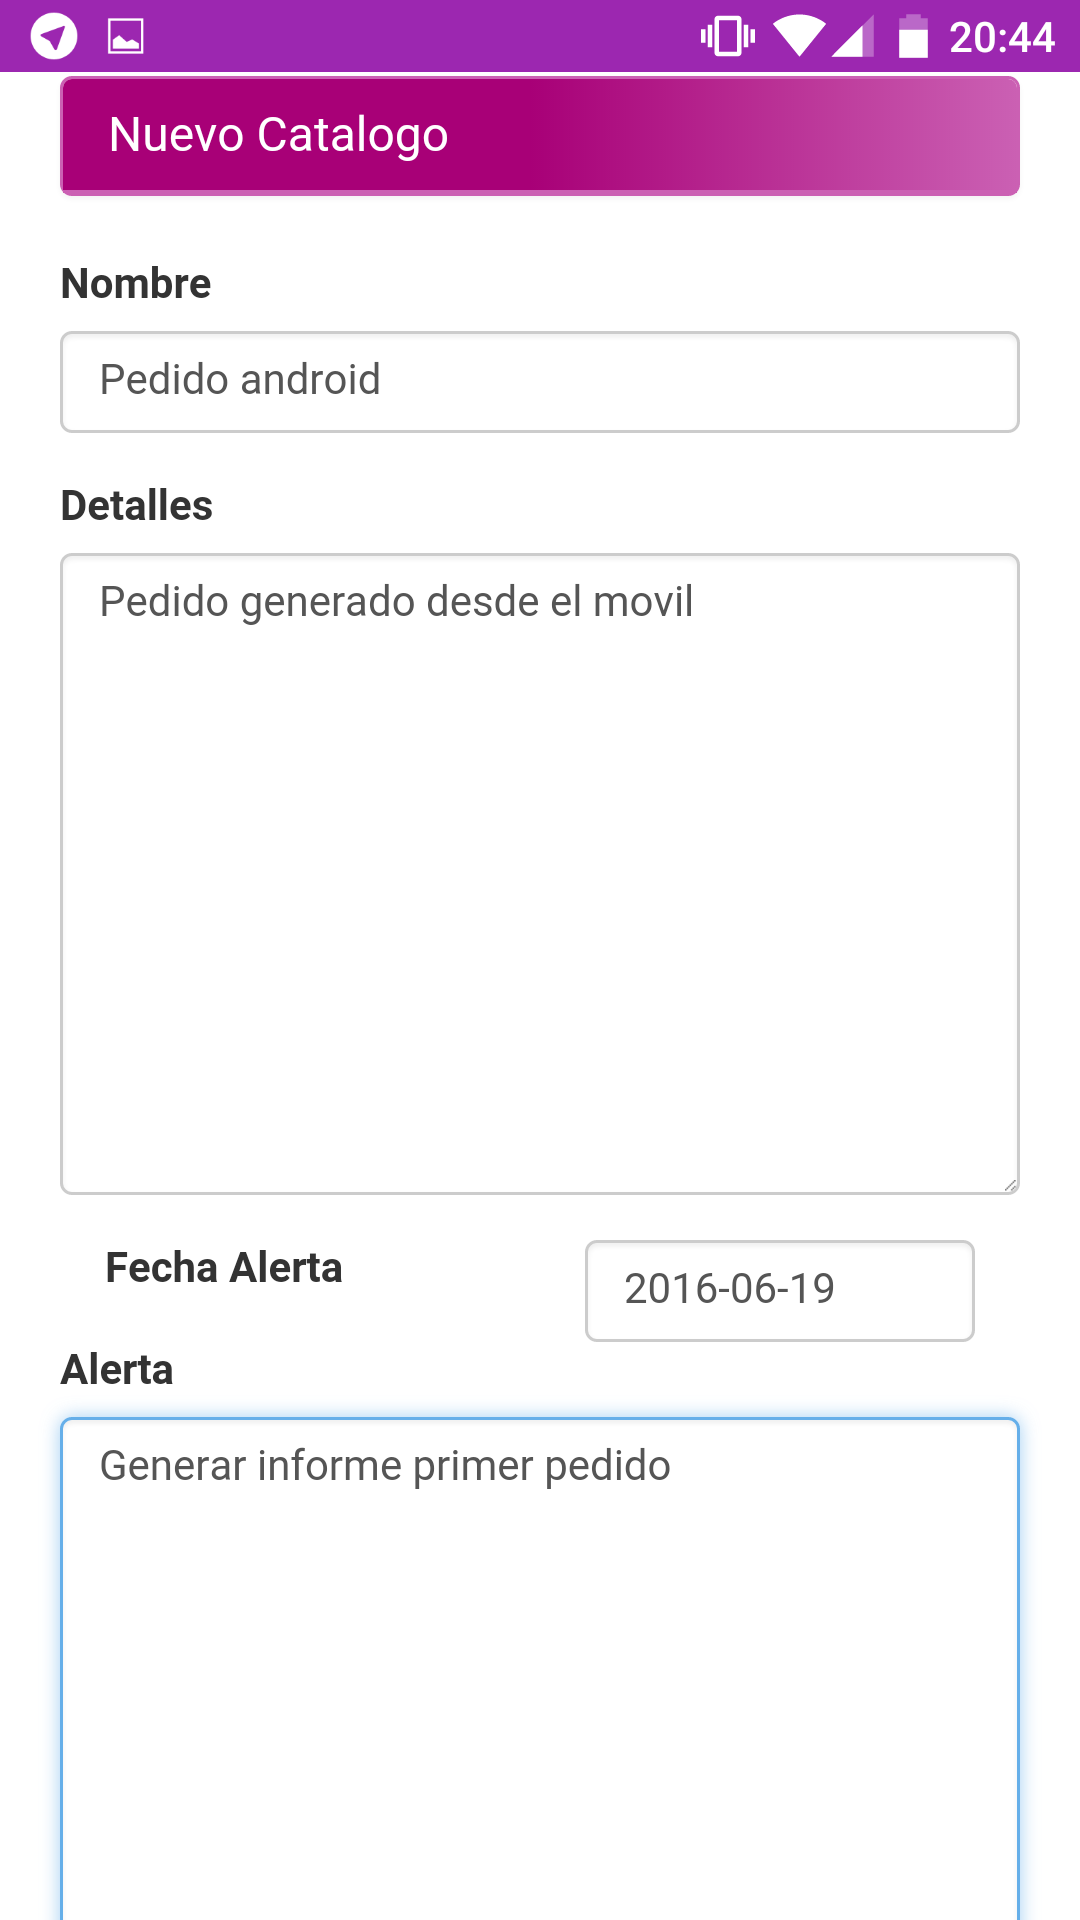 20:44
Nuevo Catalogo
Nombre
Pedido android
Detalles
Pedido generado desde el movil
Fecha Alerta
2016-06-19
Alerta
Generar informe primer pedido